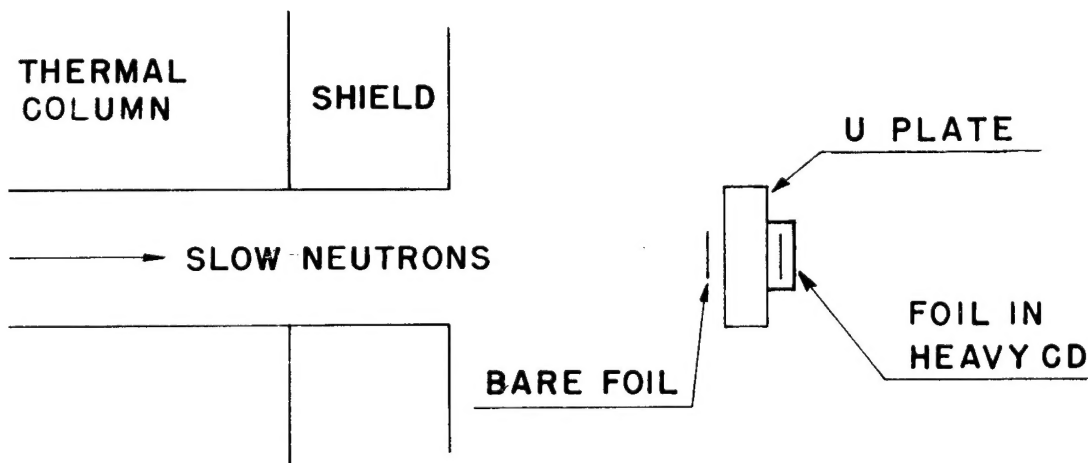 THERMAL
COLUMN
SHIELD
U PLATE
SLOW NEUTRONS
FOIL IN
HEAVY CD
BARE FOIL